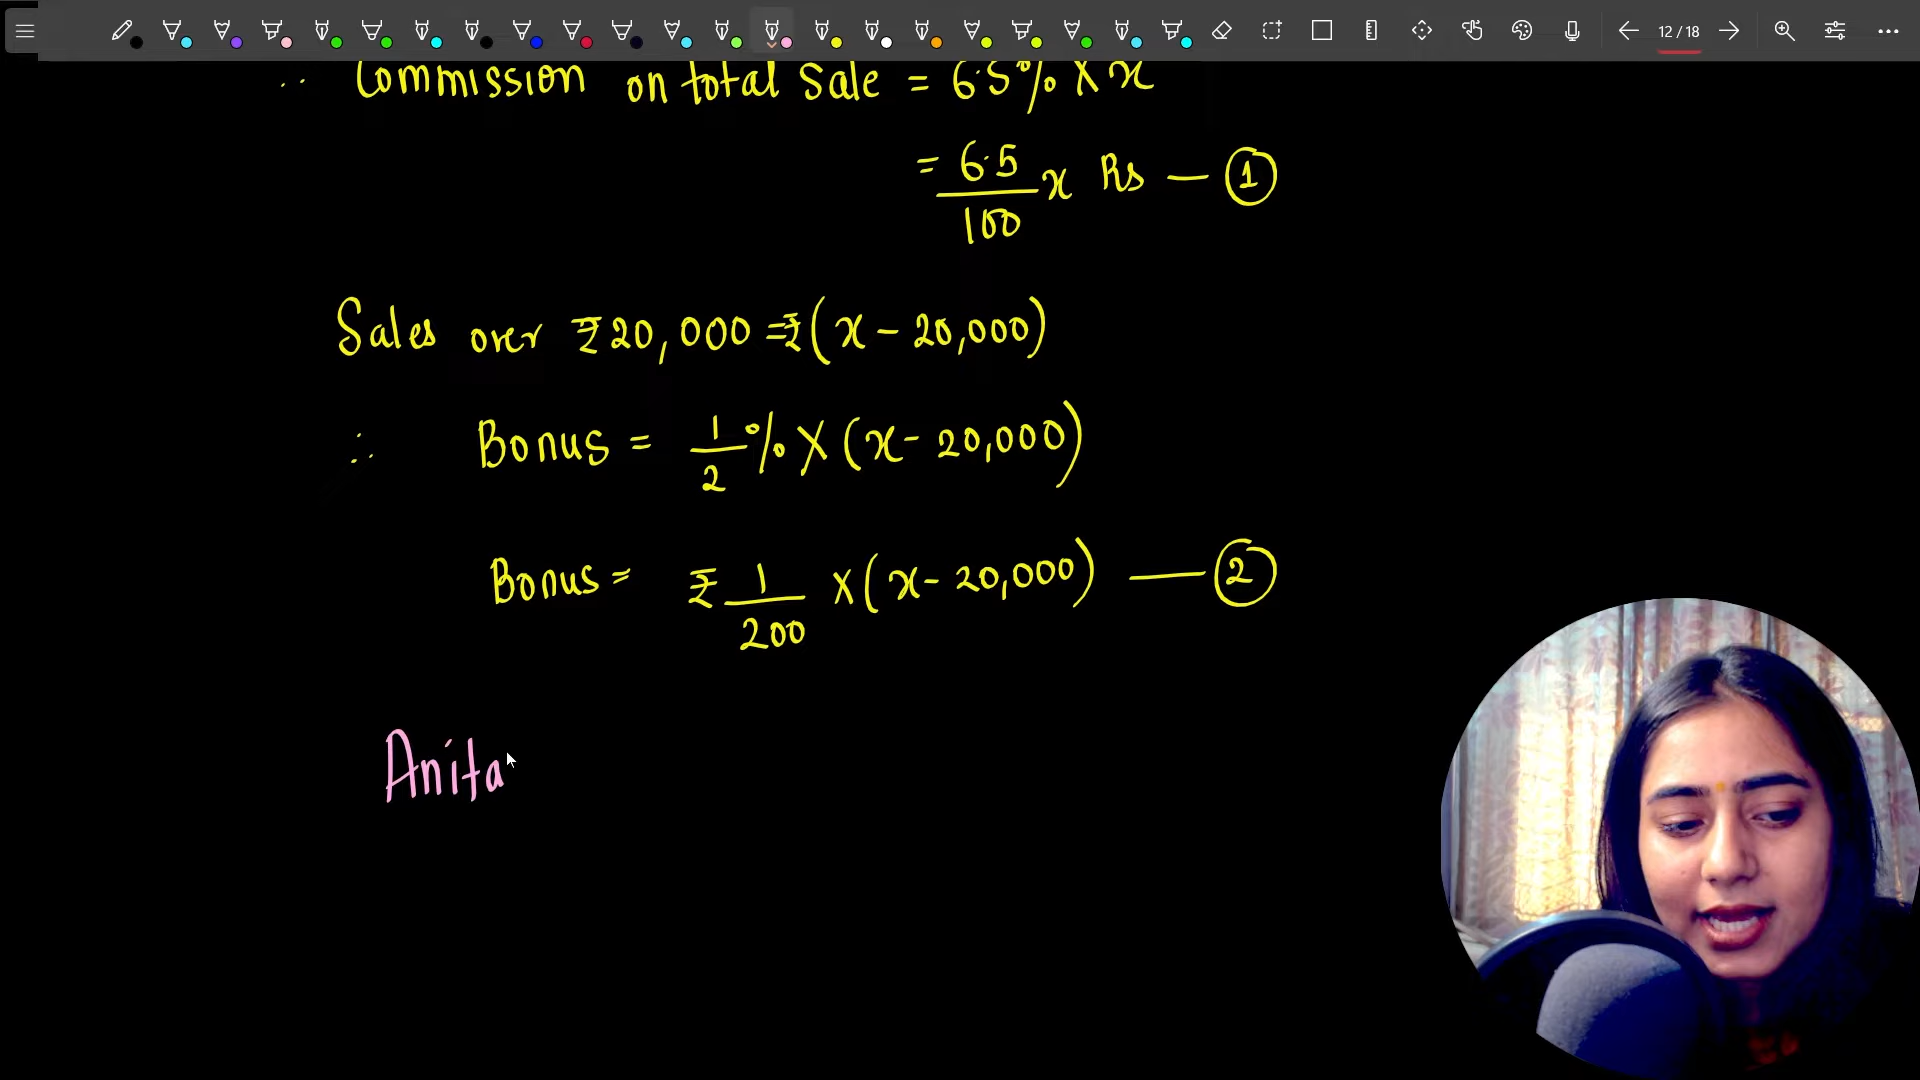 12 / 18
∴ Commission on total Sale = 6.5% X x
= 6.5/100 x Rs — ①
Sales over ₹20,000 = ₹(x - 20,000)
∴ Bonus = 1/2 % X (x - 20,000)
Bonus = ₹ 1/200 X (x - 20,000) — ②
Anita